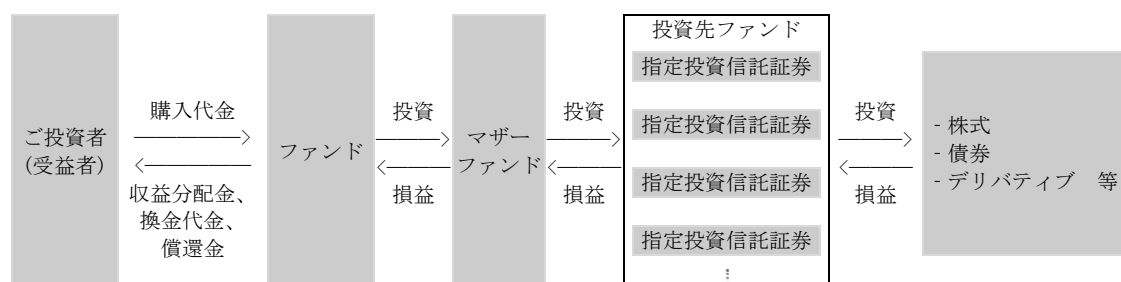 ご投資者
(受益者)
購入代金
収益分配金、
換金代金、
償還金
ファンド
投資
損益
マザー
ファンド
投資
損益
投資先ファンド
指定投資信託証券
指定投資信託証券
指定投資信託証券
指定投資信託証券
⋮
投資
損益
- 株式
- 債券
- デリバティブ　等